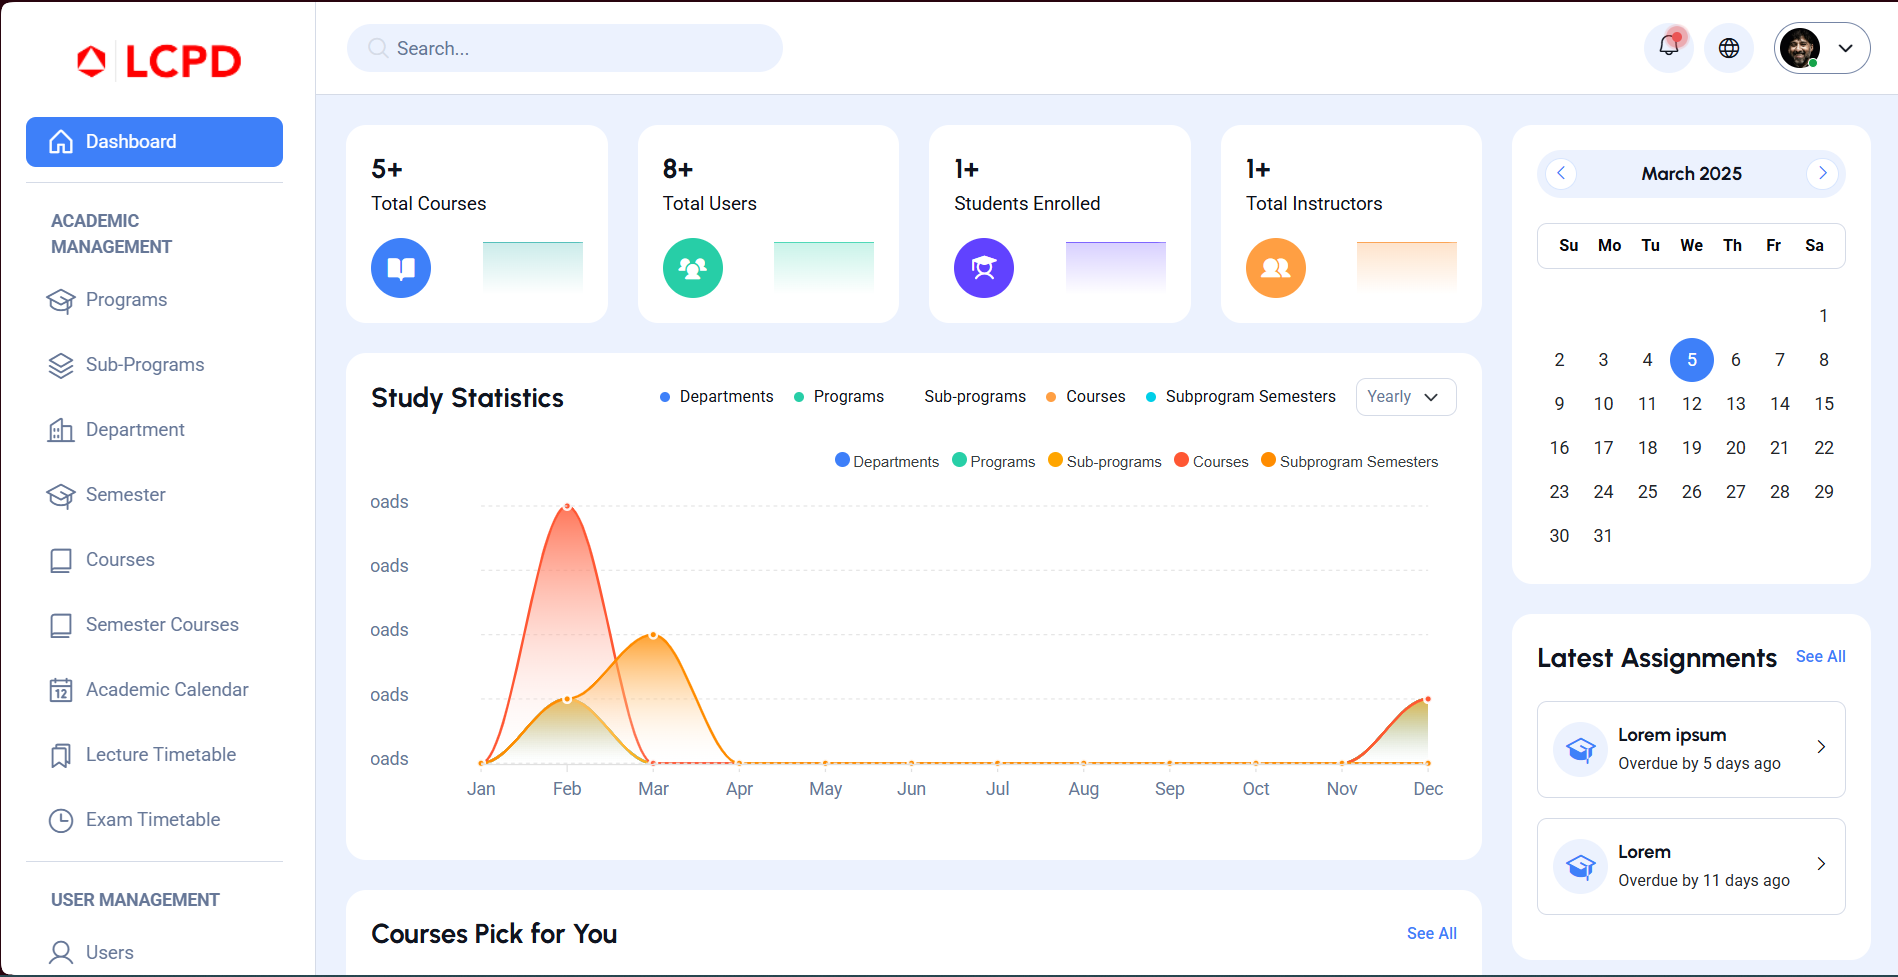 LCPD
Search...
Dashboard
ACADEMIC
MANAGEMENT
Programs
Sub-Programs
Department
Semester
Courses
Semester Courses
12
Academic Calendar
Lecture Timetable
Exam Timetable
USER MANAGEMENT
Users
5+
Total Courses
8+
Total Users
1+
Students Enrolled
1+
Total Instructors
Study Statistics
Departments Programs Sub-programs Courses Subprogram Semesters
Yearly
Departments Programs Sub-programs Courses Subprogram Semesters
oads
oads
oads
oads
oads
Jan Feb Mar Apr May Jun Jul Aug Sep Oct Nov Dec
Courses Pick for You
See All
March 2025
Su Mo Tu We Th Fr Sa
1
2 3 4 5 6 7 8
9 10 11 12 13 14 15
16 17 18 19 20 21 22
23 24 25 26 27 28 29
30 31
Latest Assignments
See All
Lorem ipsum
Overdue by 5 days ago
Lorem
Overdue by 11 days ago